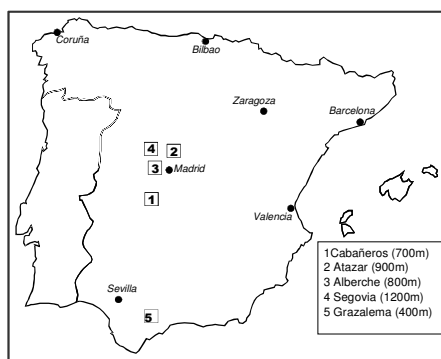 Coruña
Bilbao
Zaragoza
Barcelona
4
2
3
Madrid
1
Valencia
Sevilla
5
1Cabañeros (700m)
2 Atazar (900m)
3 Alberche (800m)
4 Segovia (1200m)
5 Grazalema (400m)